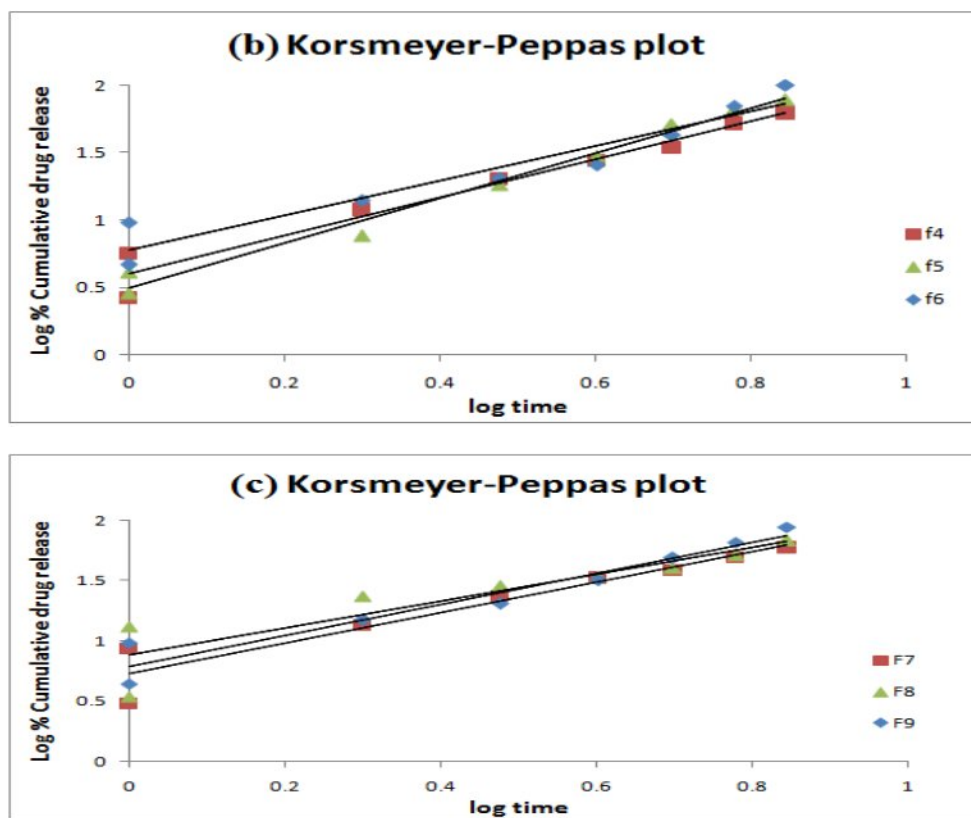 (b) Korsmeyer-Peppas plot
Log % Cumulative drug release
2
1.5
1
0.5
0
0 0.2 0.4 0.6 0.8 1
log time
f4
f5
f6
(c) Korsmeyer-Peppas plot
Log % Cumulative drug release
2
1.5
1
0.5
0
0 0.2 0.4 0.6 0.8 1
log time
F7
F8
F9